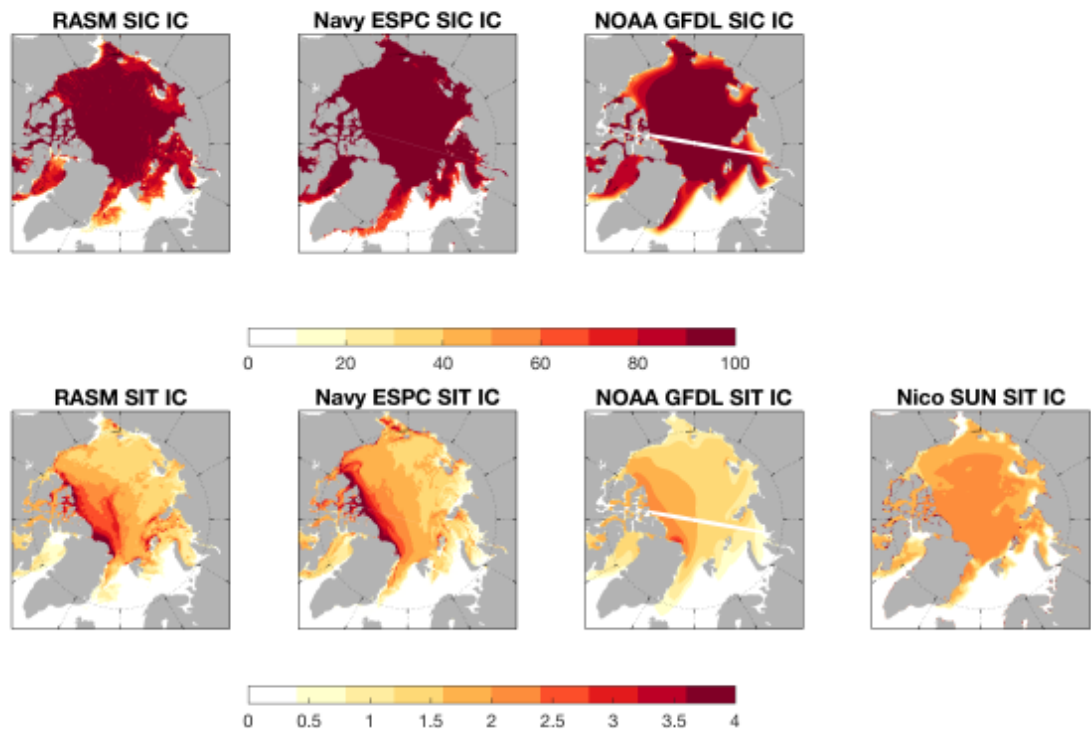 RASM SIC IC Navy ESPC SIC IC NOAA GFDL SIC IC
0 20 40 60 80 100
RASM SIT IC Navy ESPC SIT IC NOAA GFDL SIT IC Nico SUN SIT IC
0 0.5 1 1.5 2 2.5 3 3.5 4